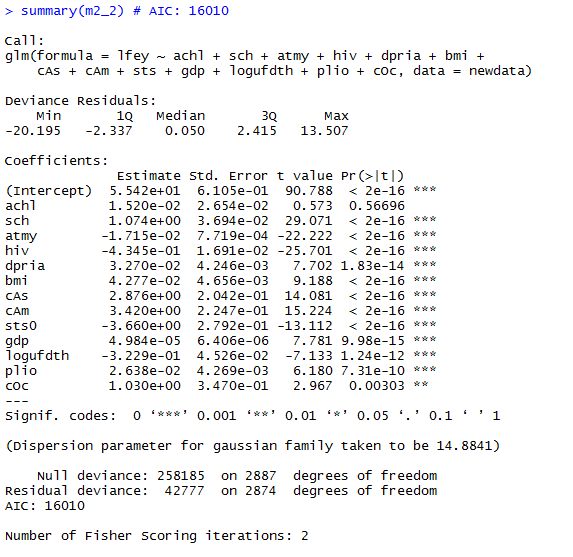 > summary(m2_2) # AIC: 16010
Call:
glm(formula = lfey ~ achl + sch + atmy + hiv + dpria + bmi +
cAs + cAm + sts + gdp + logufdth + plio + cOc, data = newdata)
Deviance Residuals:
Min 1Q Median 3Q Max
-20.195 -2.337 0.050 2.415 13.507
Coefficients:
Estimate Std. Error t value Pr(>|t|)
(Intercept) 5.542e+01 6.105e-01 90.788 < 2e-16 ***
achl 1.520e-02 2.654e-02 0.573 0.56696
sch 1.074e+00 3.694e-02 29.071 < 2e-16 ***
atmy -1.715e-02 7.719e-04 -22.222 < 2e-16 ***
hiv -4.345e-01 1.691e-02 -25.701 < 2e-16 ***
dpria 3.270e-02 4.246e-03 7.702 1.83e-14 ***
bmi 4.277e-02 4.656e-03 9.188 < 2e-16 ***
cAs 2.876e+00 2.042e-01 14.081 < 2e-16 ***
cAm 3.420e+00 2.247e-01 15.224 < 2e-16 ***
sts0 -3.660e+00 2.792e-01 -13.112 < 2e-16 ***
gdp 4.984e-05 6.406e-06 7.781 9.98e-15 ***
logufdth -3.229e-01 4.526e-02 -7.133 1.24e-12 ***
plio 2.638e-02 4.269e-03 6.180 7.31e-10 ***
cOc 1.030e+00 3.470e-01 2.967 0.00303 **
---
Signif. codes: 0 ‘***’ 0.001 ‘**’ 0.01 ‘*’ 0.05 ‘.’ 0.1 ‘ ’ 1
(Dispersion parameter for gaussian family taken to be 14.8841)
Null deviance: 258185 on 2887 degrees of freedom
Residual deviance: 42777 on 2874 degrees of freedom
AIC: 16010
Number of Fisher Scoring iterations: 2